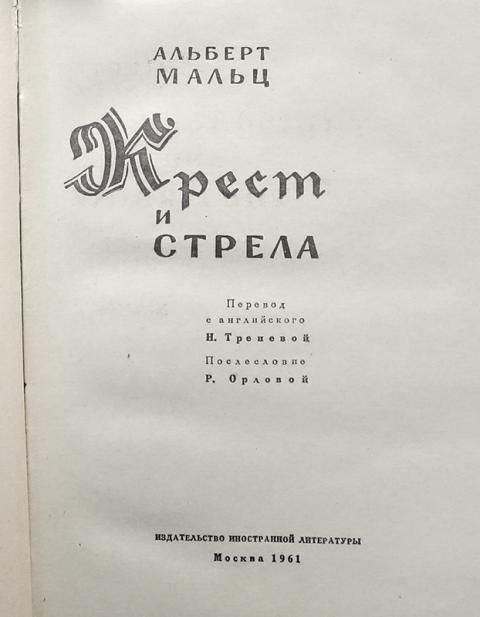 АЛЬБЕРТ
МАЛЬЦ
Крест
и
СТРЕЛА
Перевод
с английского
Н. Треневой
Послесловие
Р. Орловой
ИЗДАТЕЛЬСТВО ИНОСТРАННОЙ ЛИТЕРАТУРЫ
Москва 1961